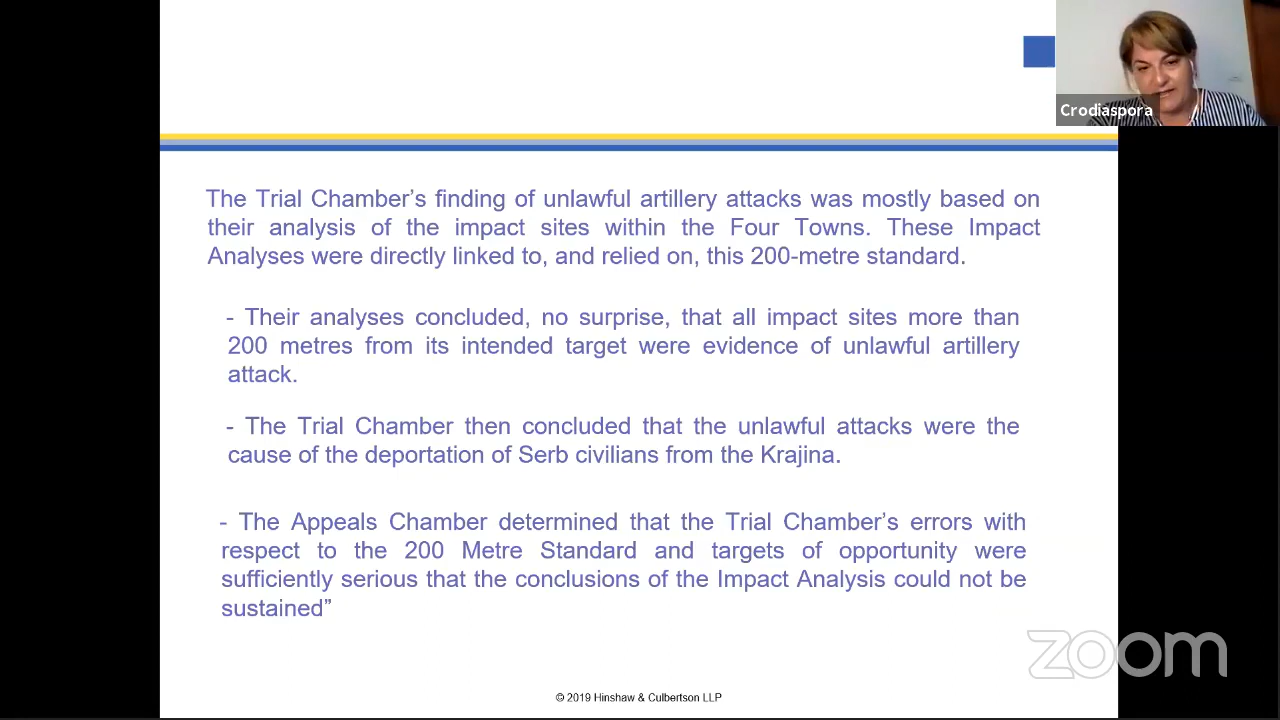 Crodiaspora
The Trial Chamber's finding of unlawful artillery attacks was mostly based on
their analysis of the impact sites within the Four Towns. These Impact
Analyses were directly linked to, and relied on, this 200-metre standard.
- Their analyses concluded, no surprise, that all impact sites more than
200 metres from its intended target were evidence of unlawful artillery
attack.
- The Trial Chamber then concluded that the unlawful attacks were the
cause of the deportation of Serb civilians from the Krajina.
- The Appeals Chamber determined that the Trial Chamber's errors with
respect to the 200 Metre Standard and targets of opportunity were
sufficiently serious that the conclusions of the Impact Analysis could not be
sustained”
zoom
© 2019 Hinshaw & Culbertson LLP